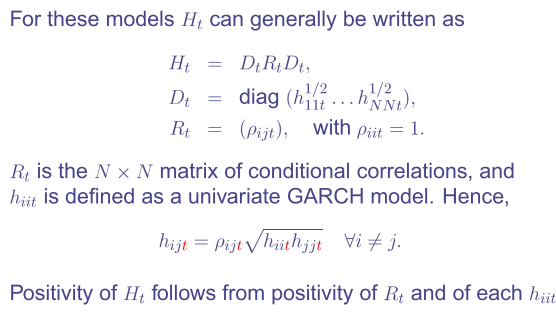 For these models $H_t$ can generally be written as
$H_t = D_t R_t D_t,$
$D_t = \text{diag}\ (h_{11t}^{1/2} \ldots h_{NNt}^{1/2}),$
$R_t = (\rho_{ijt}), \quad \text{with } \rho_{iit} = 1.$
$R_t$ is the $N \times N$ matrix of conditional correlations, and
$h_{iit}$ is defined as a univariate GARCH model. Hence,
$h_{ijt} = \rho_{ijt} \sqrt{h_{iit} h_{jjt}} \quad \forall i \neq j.$
Positivity of $H_t$ follows from positivity of $R_t$ and of each $h_{iit}$